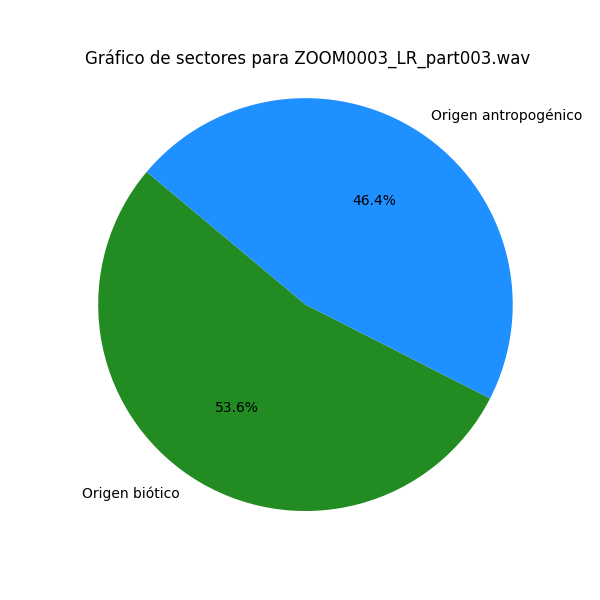 Gráfico de sectores para ZOOM0003_LR_part003.wav
Origen antropogénico
46.4%
53.6%
Origen biótico